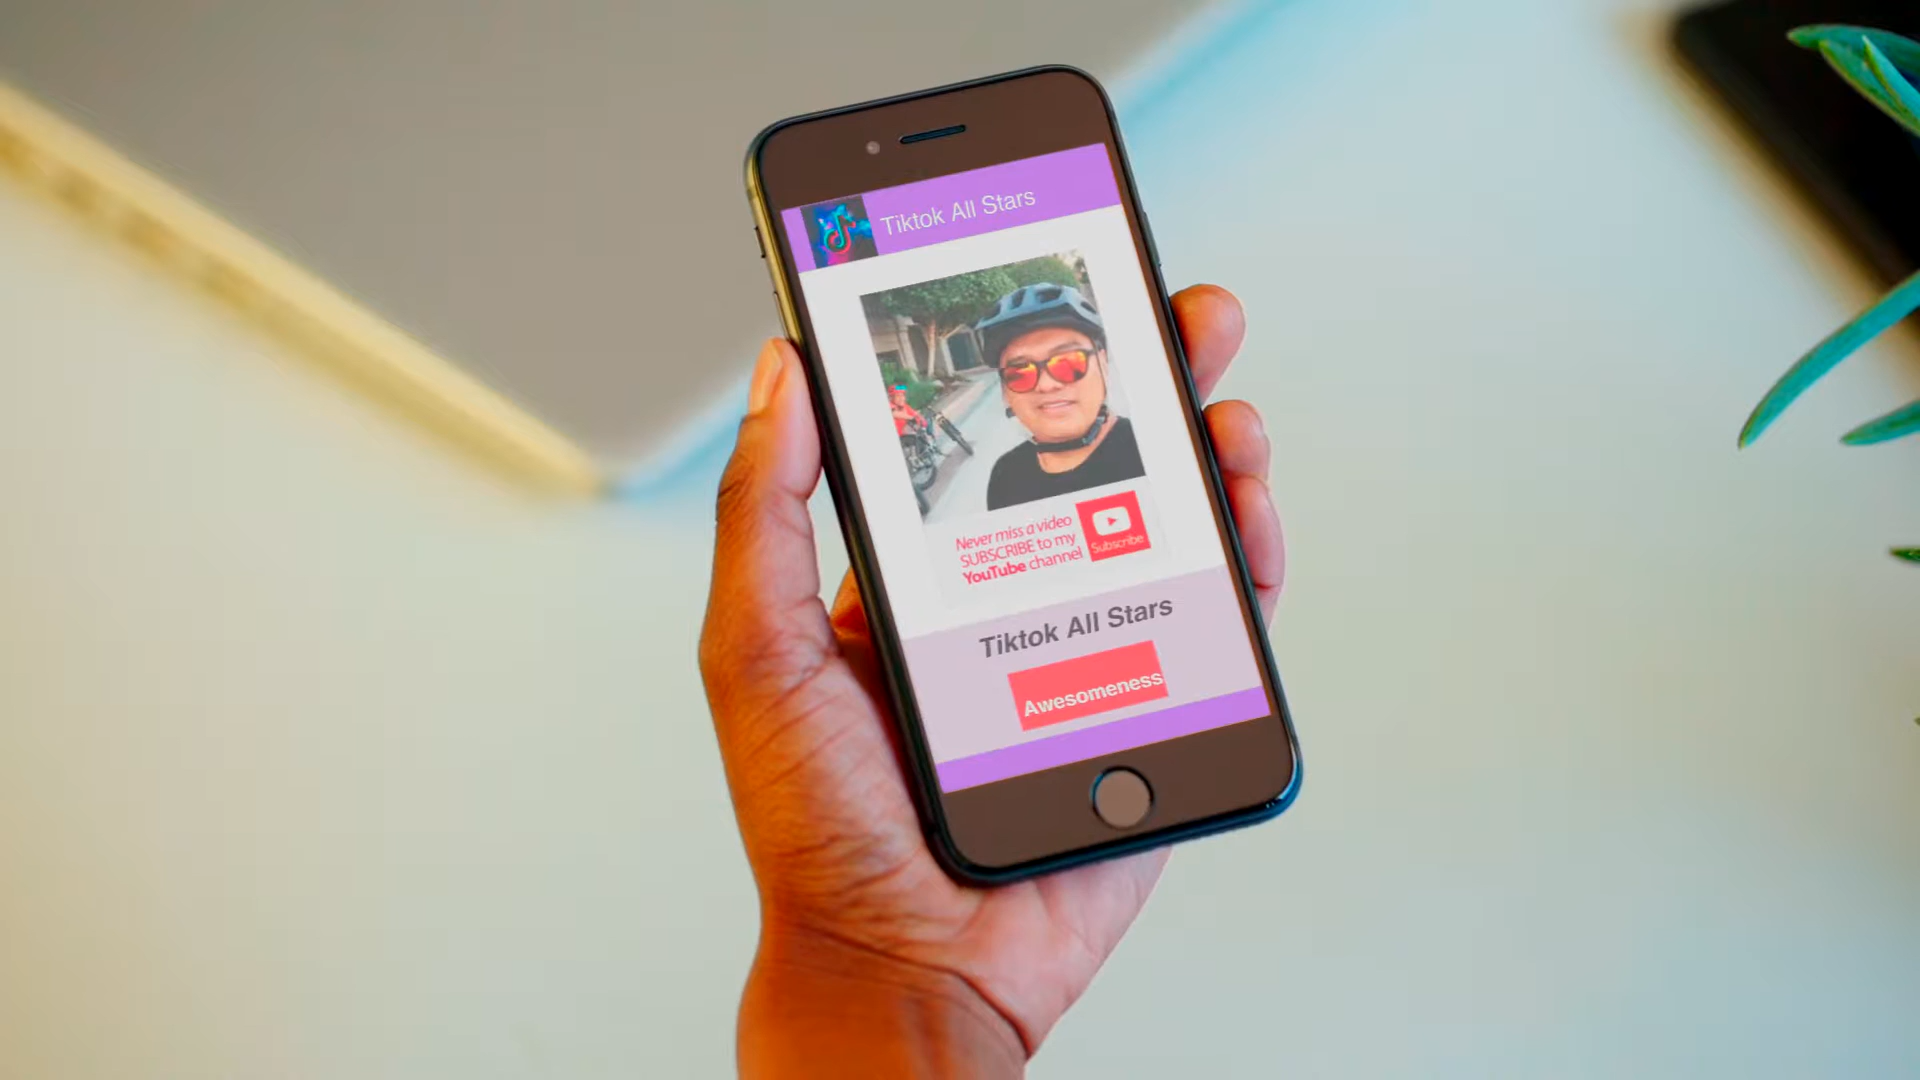 Tiktok All Stars
Never miss a video
SUBSCRIBE to my
YouTube channel
Subscribe
Tiktok All Stars
Awesomeness